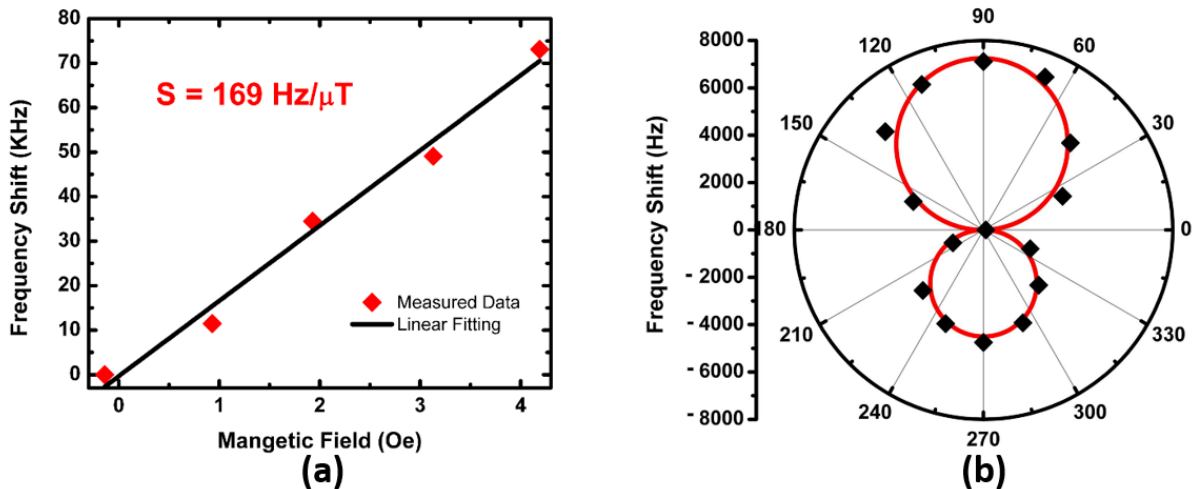 80
70
60
50
40
30
20
10
0
Frequency Shift (KHz)
S = 169 Hz/μT
Measured Data
Linear Fitting
0 1 2 3 4
Mangetic Field (Oe)
(a)
8000
6000
4000
2000
0
- 2000
- 4000
- 6000
- 8000
Frequency Shift (Hz)
90
120 60
150 30
180 0
210 330
240 300
270
(b)